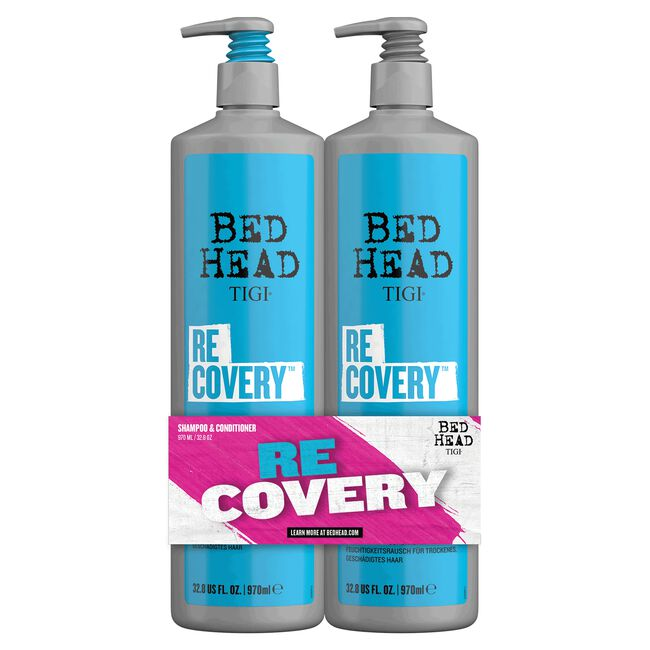 BED
HEAD
TIGI®
RE
COVERY™
BED
HEAD
TIGI®
RE
COVERY™
SHAMPOO & CONDITIONER
970 ML / 32.8 OZ
RE
COVERY
LEARN MORE AT BEDHEAD.COM
BED
HEAD
TIGI®
GESCHÄDIGTES HAAR
32.8 US FL. OZ. | 970ml ℮
FEUCHTIGKEITSRAUSCH FÜR TROCKENES,
GESCHÄDIGTES HAAR
32.8 US FL. OZ. | 970ml ℮